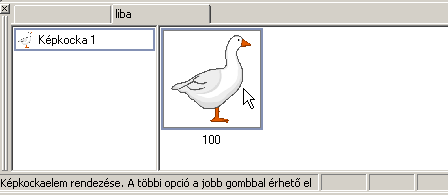 liba
Képkocka 1
100
Képkockaelem rendezése. A többi opció a jobb gombbal érhető el